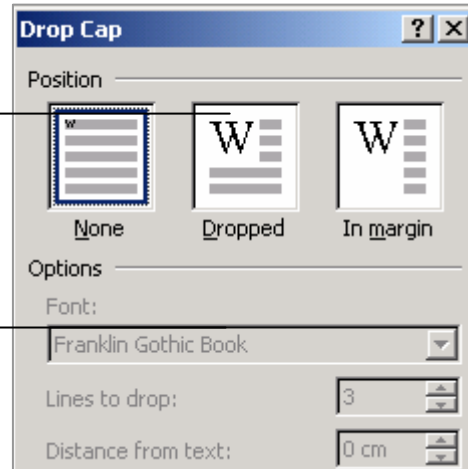 Drop Cap
Position
W W W
None Dropped In margin
Options
Font:
Franklin Gothic Book
Lines to drop: 3
Distance from text: 0 cm